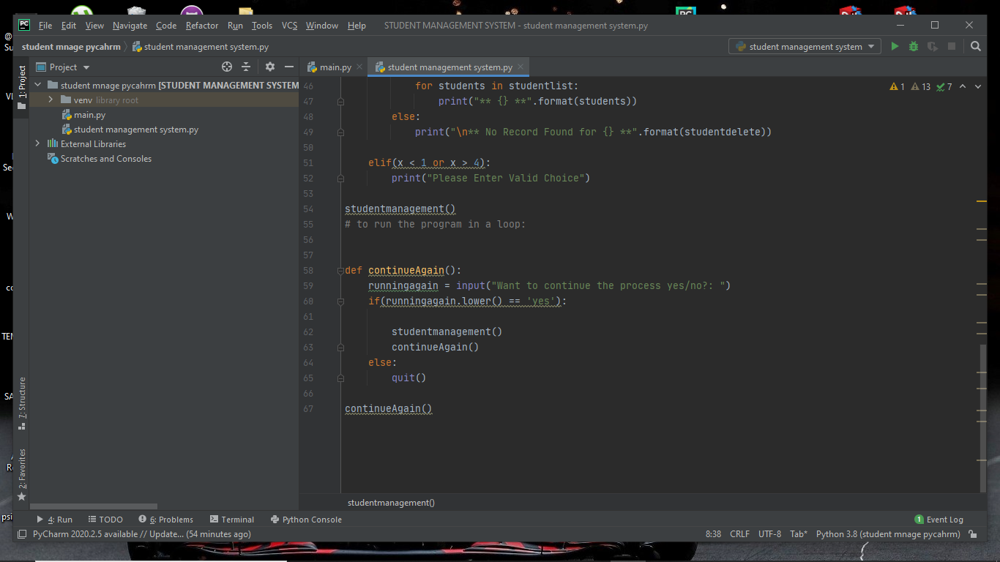 File Edit View Navigate Code Refactor Run Tools VCS Window Help STUDENT MANAGEMENT SYSTEM - student management system.py
student mnage pycahrm student management system.py student management system
Project main.py student management system.py
1: Project
student mnage pycahrm [STUDENT MANAGEMENT SYSTEM
venv library root
main.py
student management system.py
External Libraries
Scratches and Consoles
1 13 7
46 for students in studentlist:
47 print("** {} **".format(students))
48 else:
49 print("\n** No Record Found for {} **".format(studentdelete))
50
51 elif(x < 1 or x > 4):
52 print("Please Enter Valid Choice")
53
54 studentmanagement()
55 # to run the program in a loop:
56
57
58 def continueAgain():
59 runningagain = input("Want to continue the process yes/no?: ")
60 if(runningagain.lower() == 'yes'):
61
62 studentmanagement()
63 continueAgain()
64 else:
65 quit()
66
67 continueAgain()
7: Structure
2: Favorites
studentmanagement()
4: Run TODO 6: Problems Terminal Python Console 1 Event Log
PyCharm 2020.2.5 available // Update... (54 minutes ago) 8:38 CRLF UTF-8 Tab* Python 3.8 (student mnage pycahrm)